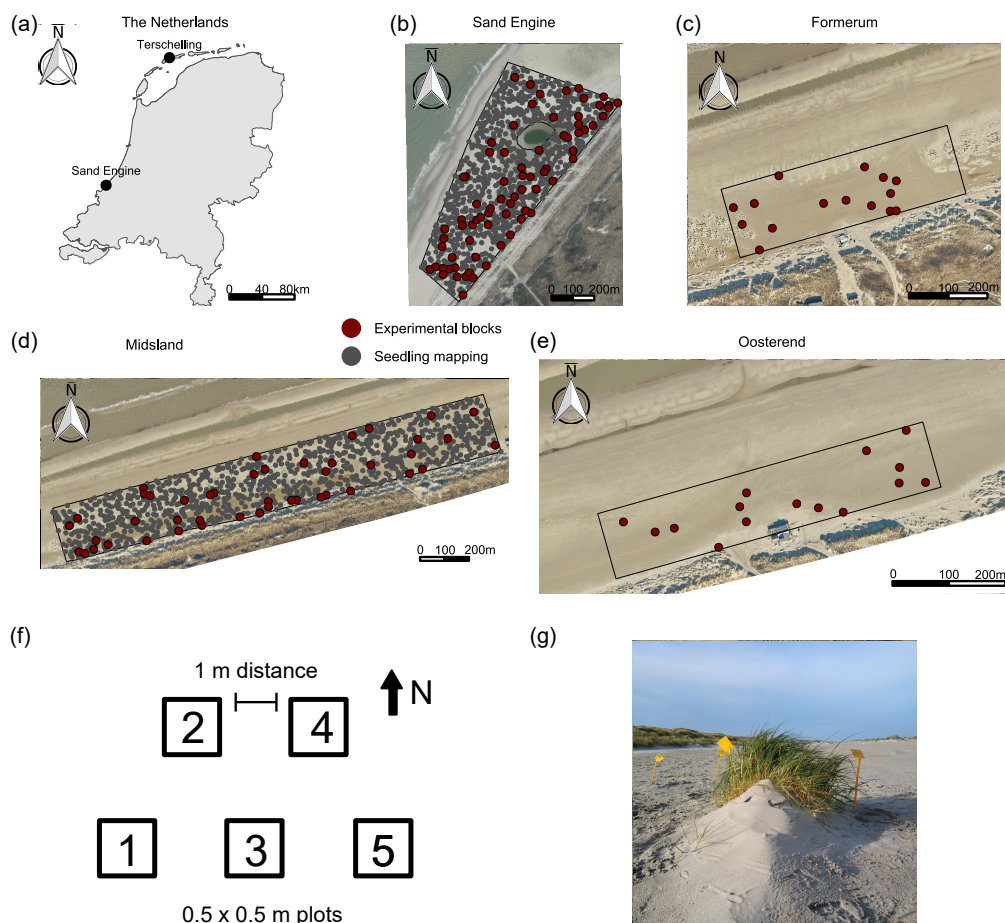 (a)
The Netherlands
N
Terschelling
Sand Engine
0 40 80km
(b)
Sand Engine
N
0 100 200m
(c)
Formerum
N
0 100 200m
Experimental blocks
Seedling mapping
(d)
Midsland
N
0 100 200m
(e)
Oosterend
N
0 100 200m
(f)
1 m distance
N
2 4
1 3 5
0.5 x 0.5 m plots
(g)